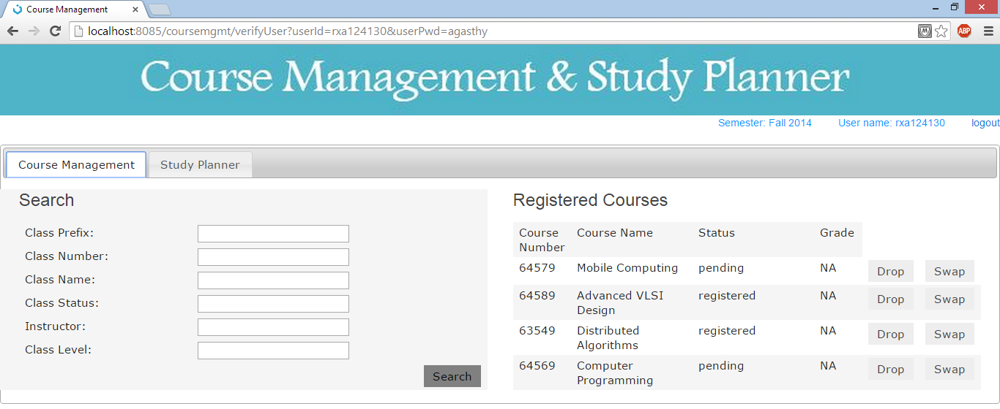 Course Management
localhost:8085/coursemgmt/verifyUser?userId=rxa124130&userPwd=agasthy
ABP
Course Management & Study Planner
Semester: Fall 2014 User name: rxa124130 logout
Course Management Study Planner
Search
Class Prefix:
Class Number:
Class Name:
Class Status:
Instructor:
Class Level:
Search
Registered Courses
Course Course Name Status Grade
Number
64579 Mobile Computing pending NA Drop Swap
64589 Advanced VLSI registered NA Drop Swap
Design
63549 Distributed registered NA Drop Swap
Algorithms
64569 Computer pending NA Drop Swap
Programming